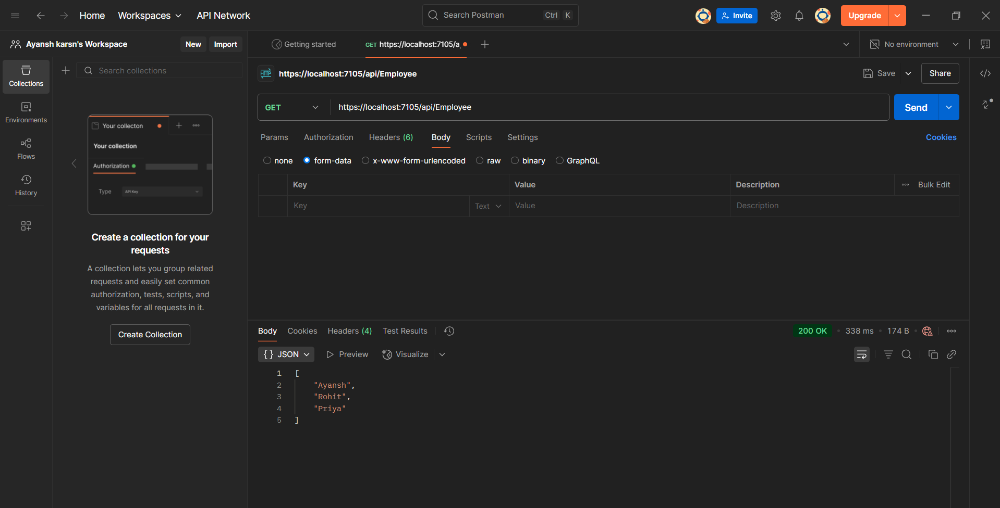 Home Workspaces API Network Search Postman Ctrl K Invite Upgrade
Ayansh karsn's Workspace New Import
Getting started GET https://localhost:7105/a. No environment
Collections
Environments
Flows
History
Search collections
Your collecton
Your collection
Authorization
Type API Key
Create a collection for your
requests
A collection lets you group related
requests and easily set common
authorization, tests, scripts, and
variables for all requests in it.
Create Collection
HTTP https://localhost:7105/api/Employee Save Share
GET https://localhost:7105/api/Employee Send
Params Authorization Headers (6) Body Scripts Settings Cookies
none form-data x-www-form-urlencoded raw binary GraphQL
Key Value Description Bulk Edit
Key Text Value Description
Body Cookies Headers (4) Test Results 200 OK • 338 ms • 174 B •
{} JSON Preview Visualize
1 [
2 "Ayansh",
3 "Rohit",
4 "Priya"
5 ]